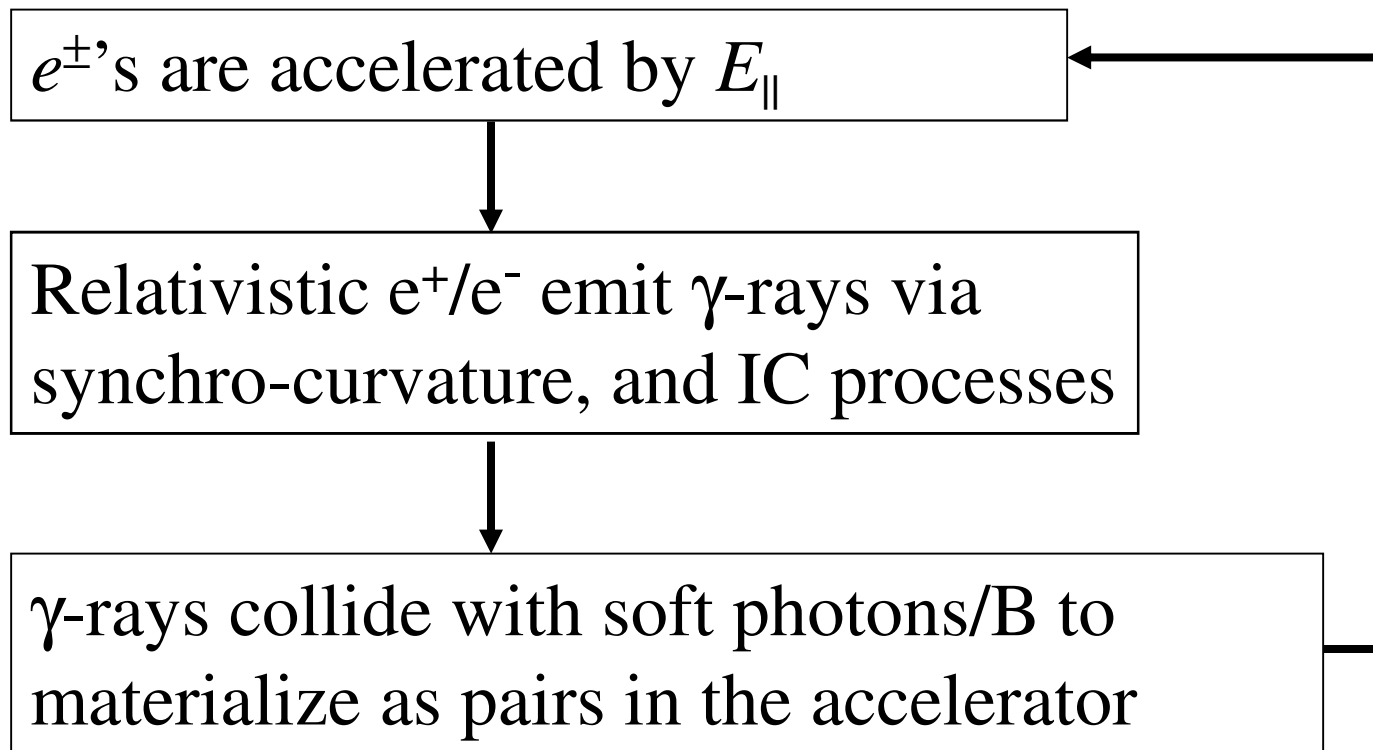 e±’s are accelerated by E∥
Relativistic e⁺/e⁻ emit γ-rays via
synchro-curvature, and IC processes
γ-rays collide with soft photons/B to
materialize as pairs in the accelerator